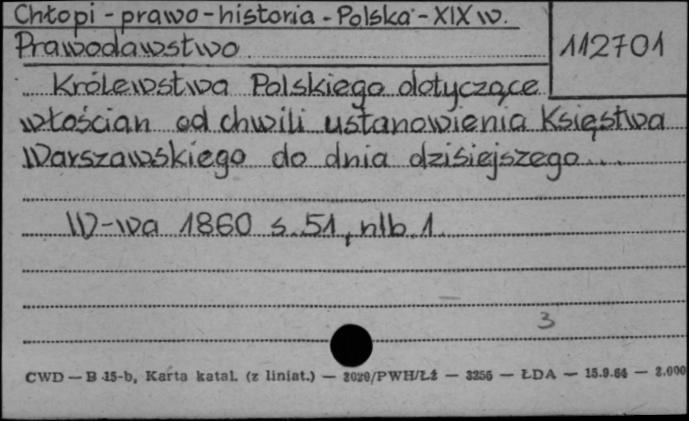 Chłopi - prawo - historia - Polska - XIX w.
Prawodawstwo
112701
Królewstwa Polskiego dotyczące
włościan od chwili ustanowienia Księstwa
Warszawskiego do dnia dzisiejszego...
W-wa 1860 s. 51, nlb. 1.
3
CWD — B 15-b, Karta katal. (z liniat.) — 2020/PWH/Łź — 3256 — ŁDA — 15.9.64 — 2.000